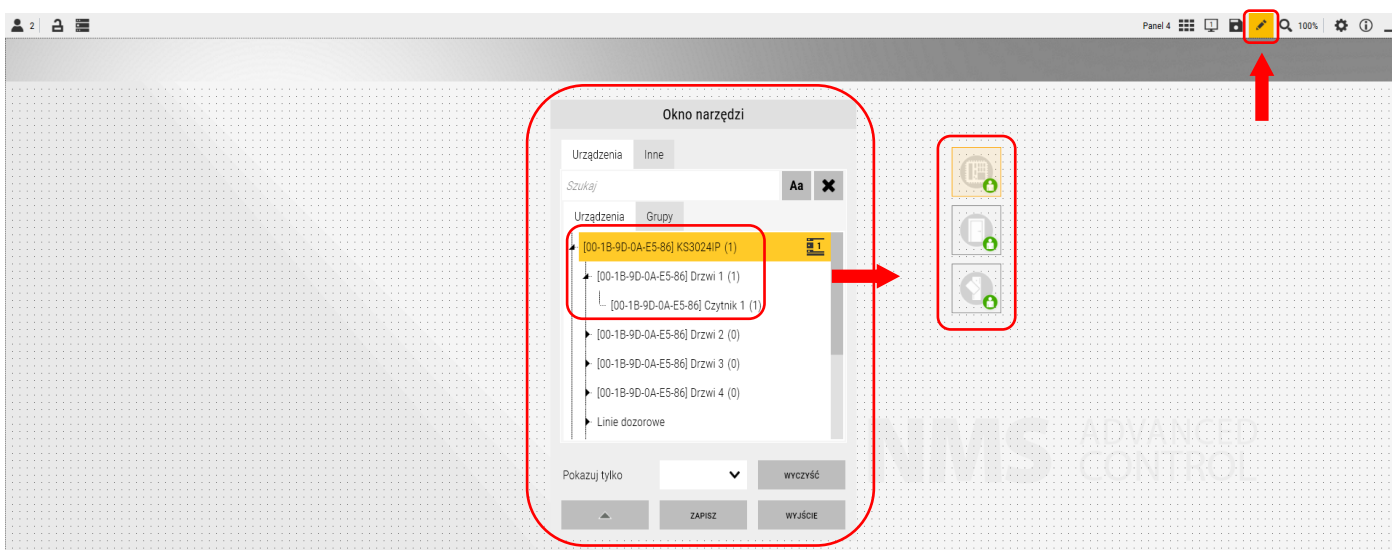 2
Panel 4
1
100%
Okno narzędzi
Urządzenia Inne
Szukaj Aa
Urządzenia Grupy
[00-1B-9D-0A-E5-86] KS3024IP (1) 1
[00-1B-9D-0A-E5-86] Drzwi 1 (1)
[00-1B-9D-0A-E5-86] Czytnik 1 (1)
[00-1B-9D-0A-E5-86] Drzwi 2 (0)
[00-1B-9D-0A-E5-86] Drzwi 3 (0)
[00-1B-9D-0A-E5-86] Drzwi 4 (0)
Linie dozorowe
NMS ADVANCED
CONTROL
Pokazuj tylko WYCZYŚĆ
ZAPISZ WYJŚCIE